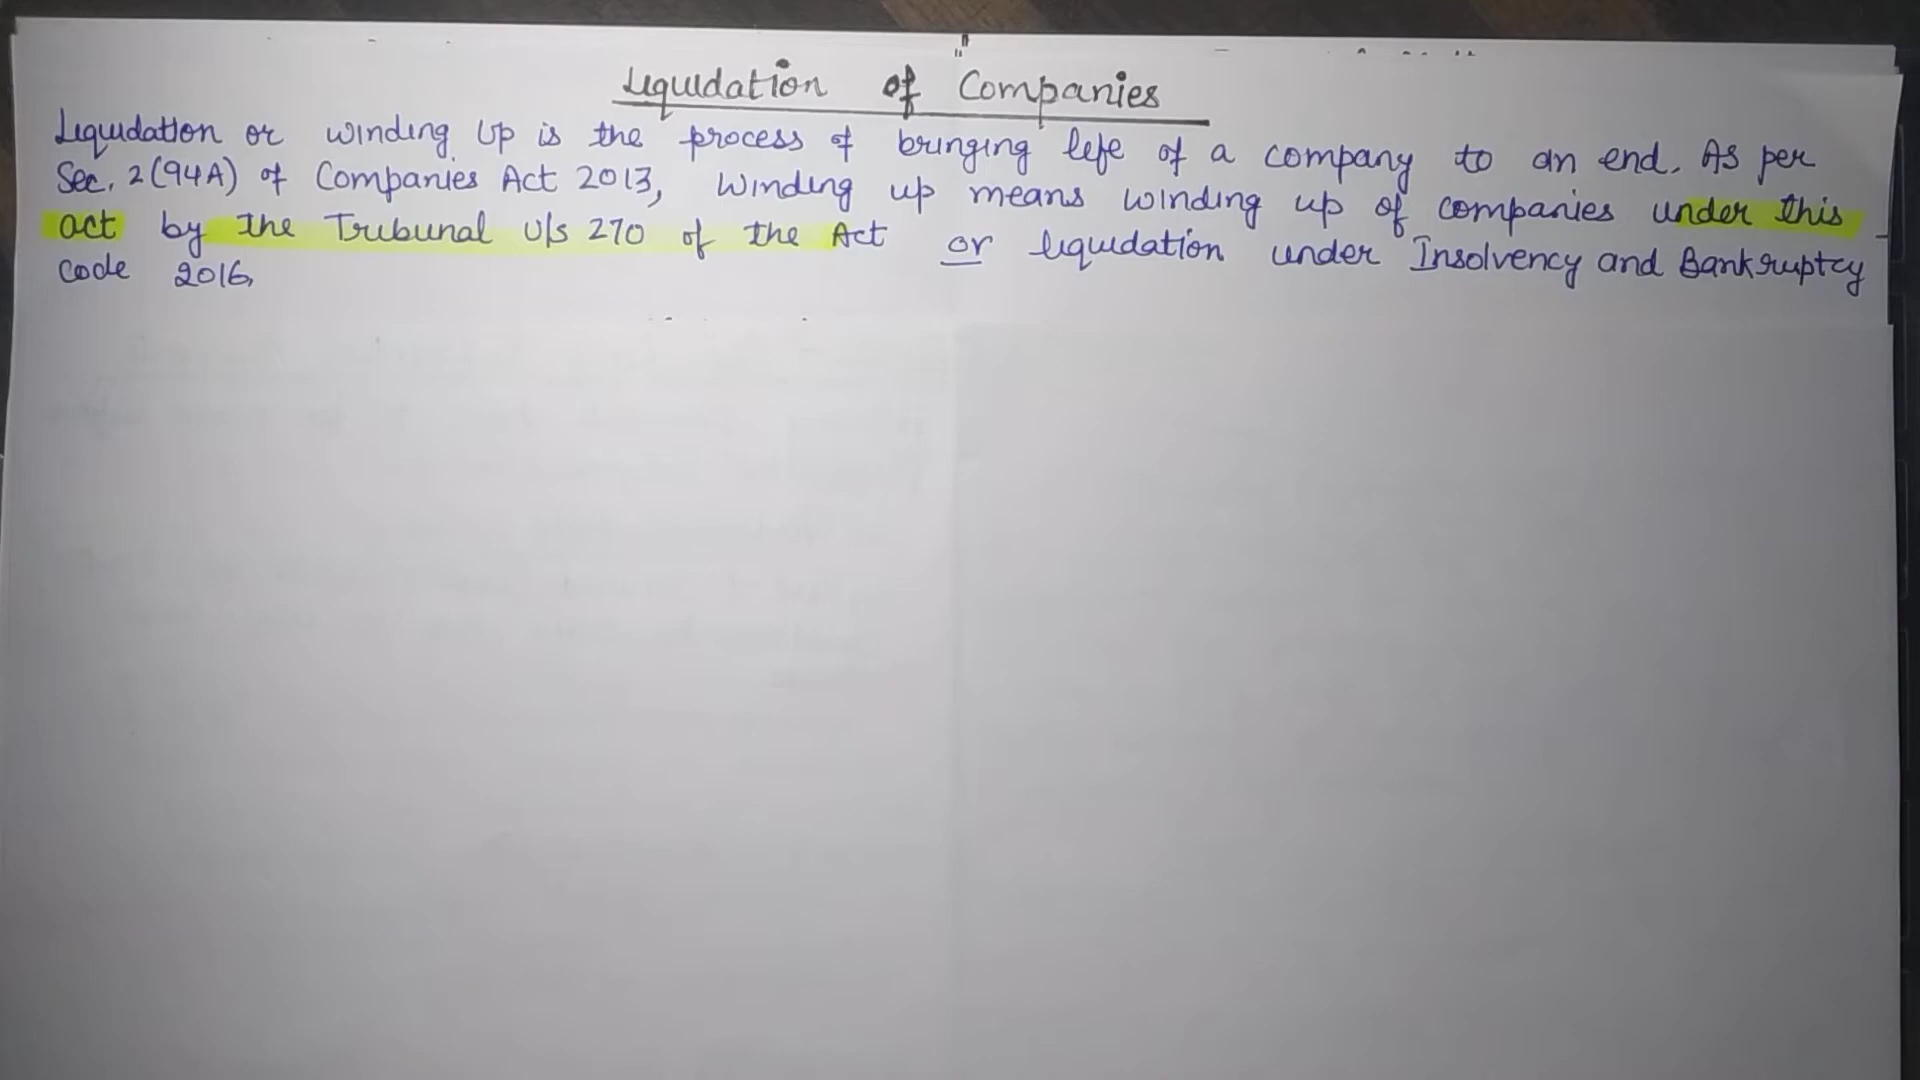 Liquidation of Companies
Liquidation or winding up is the process of bringing life of a company to an end. As per
Sec. 2(94A) of Companies Act 2013, Winding up means winding up of companies under this
act by the Tribunal u/s 270 of the Act or liquidation under Insolvency and Bankruptcy
Code 2016.